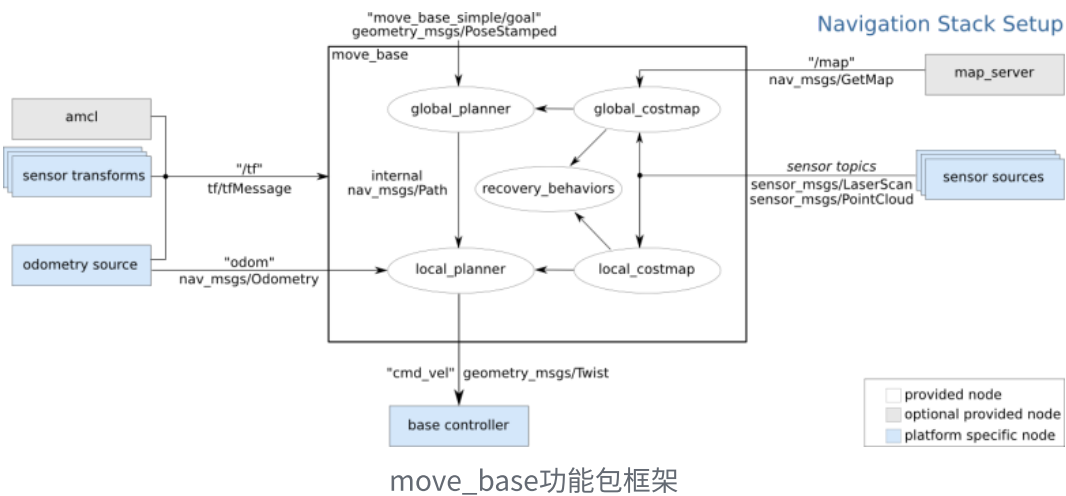 Navigation Stack Setup
"move_base_simple/goal"
geometry_msgs/PoseStamped
move_base
"/map"
nav_msgs/GetMap
map_server
global_planner
global_costmap
amcl
sensor transforms
"/tf"
tf/tfMessage
internal
nav_msgs/Path
recovery_behaviors
sensor topics
sensor_msgs/LaserScan
sensor_msgs/PointCloud
sensor sources
odometry source
"odom"
nav_msgs/Odometry
local_planner
local_costmap
"cmd_vel"
geometry_msgs/Twist
base controller
provided node
optional provided node
platform specific node
move_base功能包框架